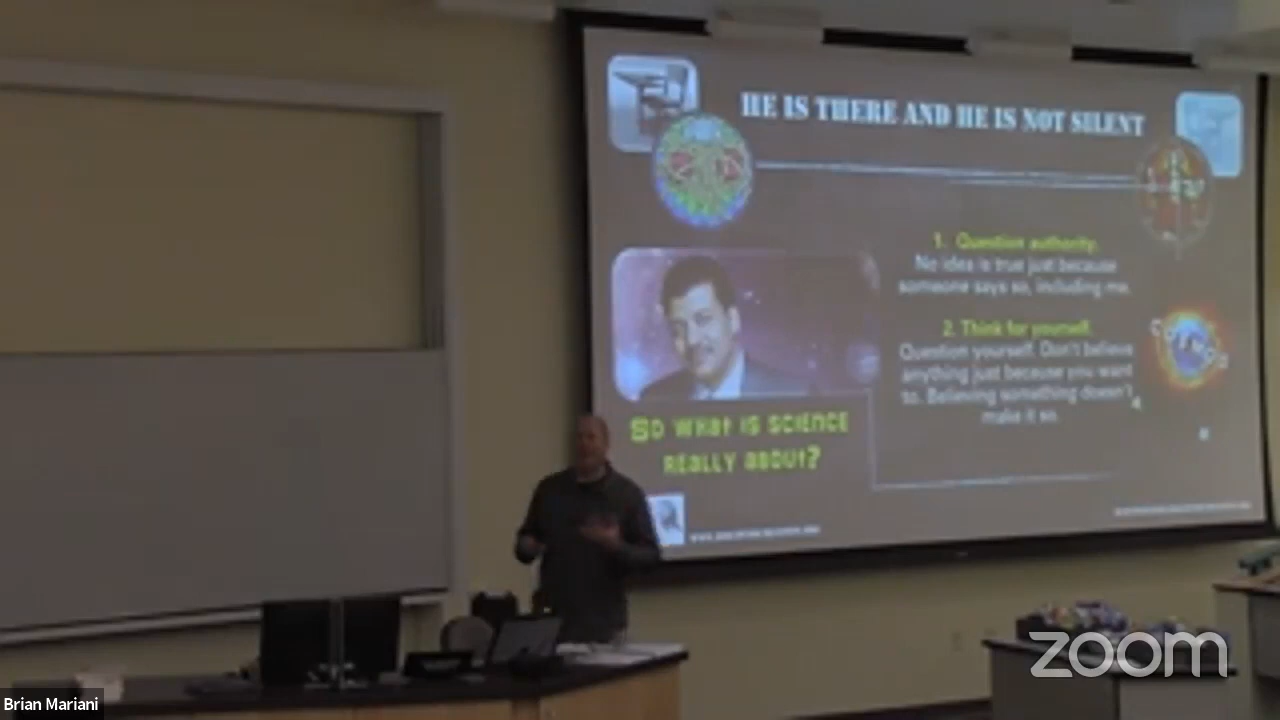 HE IS THERE AND HE IS NOT SILENT
1. Question authority.
No idea is true just because
someone says so, including me.
2. Think for yourself.
Question yourself. Don't believe
anything just because you want
to. Believing something doesn't
make it so.
COSMOS
SO WHAT IS SCIENCE
REALLY ABOUT?
zoom
Brian Mariani